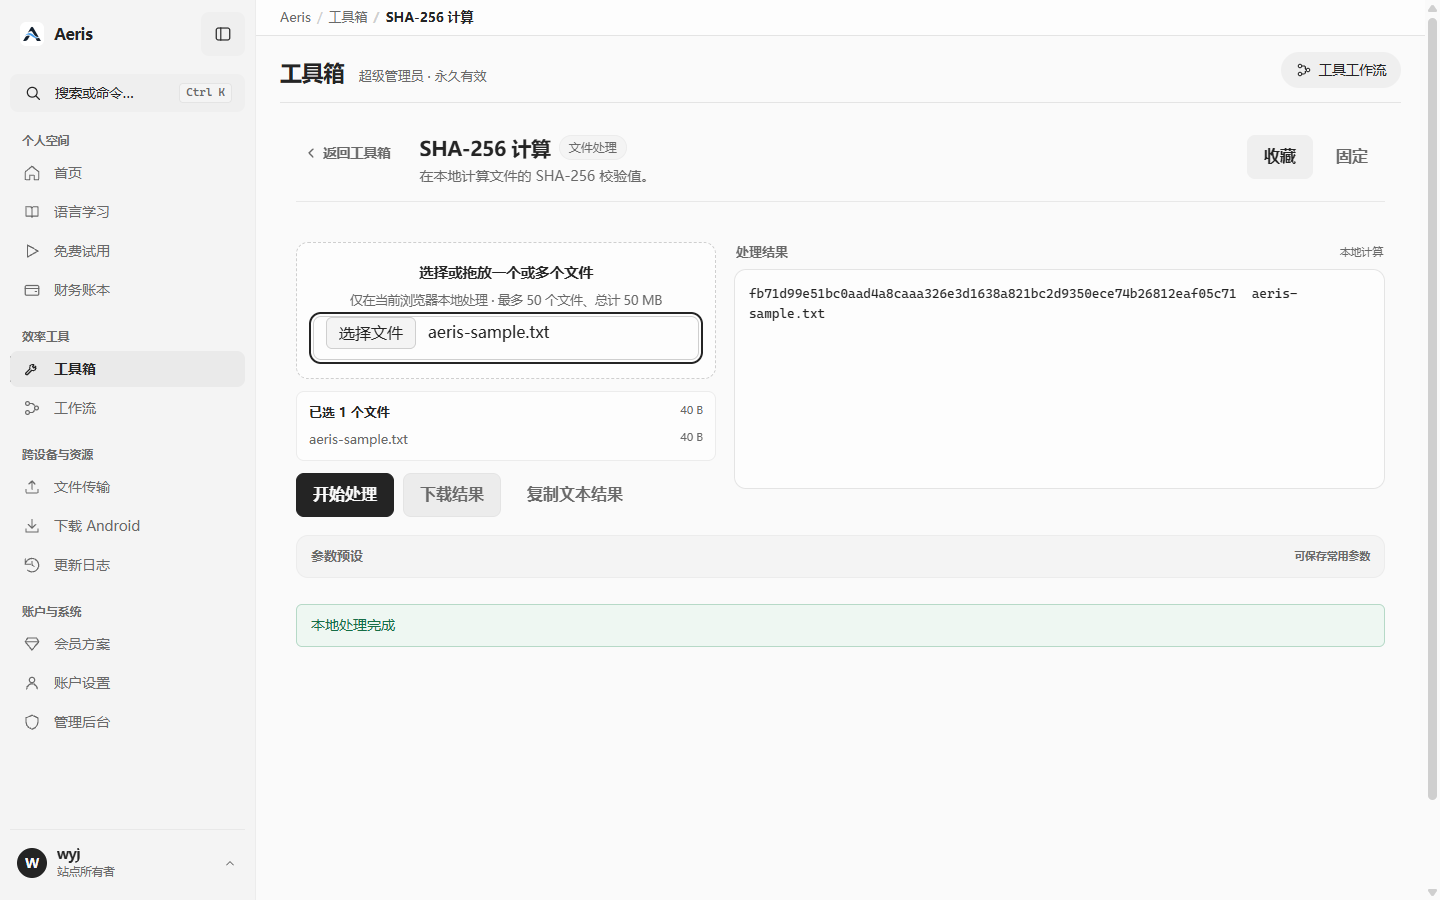 Aeris
搜索或命令... Ctrl K
个人空间
首页
语言学习
免费试用
财务账本
效率工具
工具箱
工作流
跨设备与资源
文件传输
下载 Android
更新日志
账户与系统
会员方案
账户设置
管理后台
W
wyj
站点所有者
Aeris / 工具箱 / SHA-256 计算
工具箱 超级管理员 · 永久有效
工具工作流
返回工具箱
SHA-256 计算 文件处理
在本地计算文件的 SHA-256 校验值。
收藏 固定
选择或拖放一个或多个文件
仅在当前浏览器本地处理 · 最多 50 个文件、总计 50 MB
选择文件 aeris-sample.txt
已选 1 个文件 40 B
aeris-sample.txt 40 B
开始处理 下载结果 复制文本结果
处理结果 本地计算
fb71d99e51bc0aad4a8caaa326e3d1638a821bc2d9350ece74b26812eaf05c71 aeris-
sample.txt
参数预设 可保存常用参数
本地处理完成